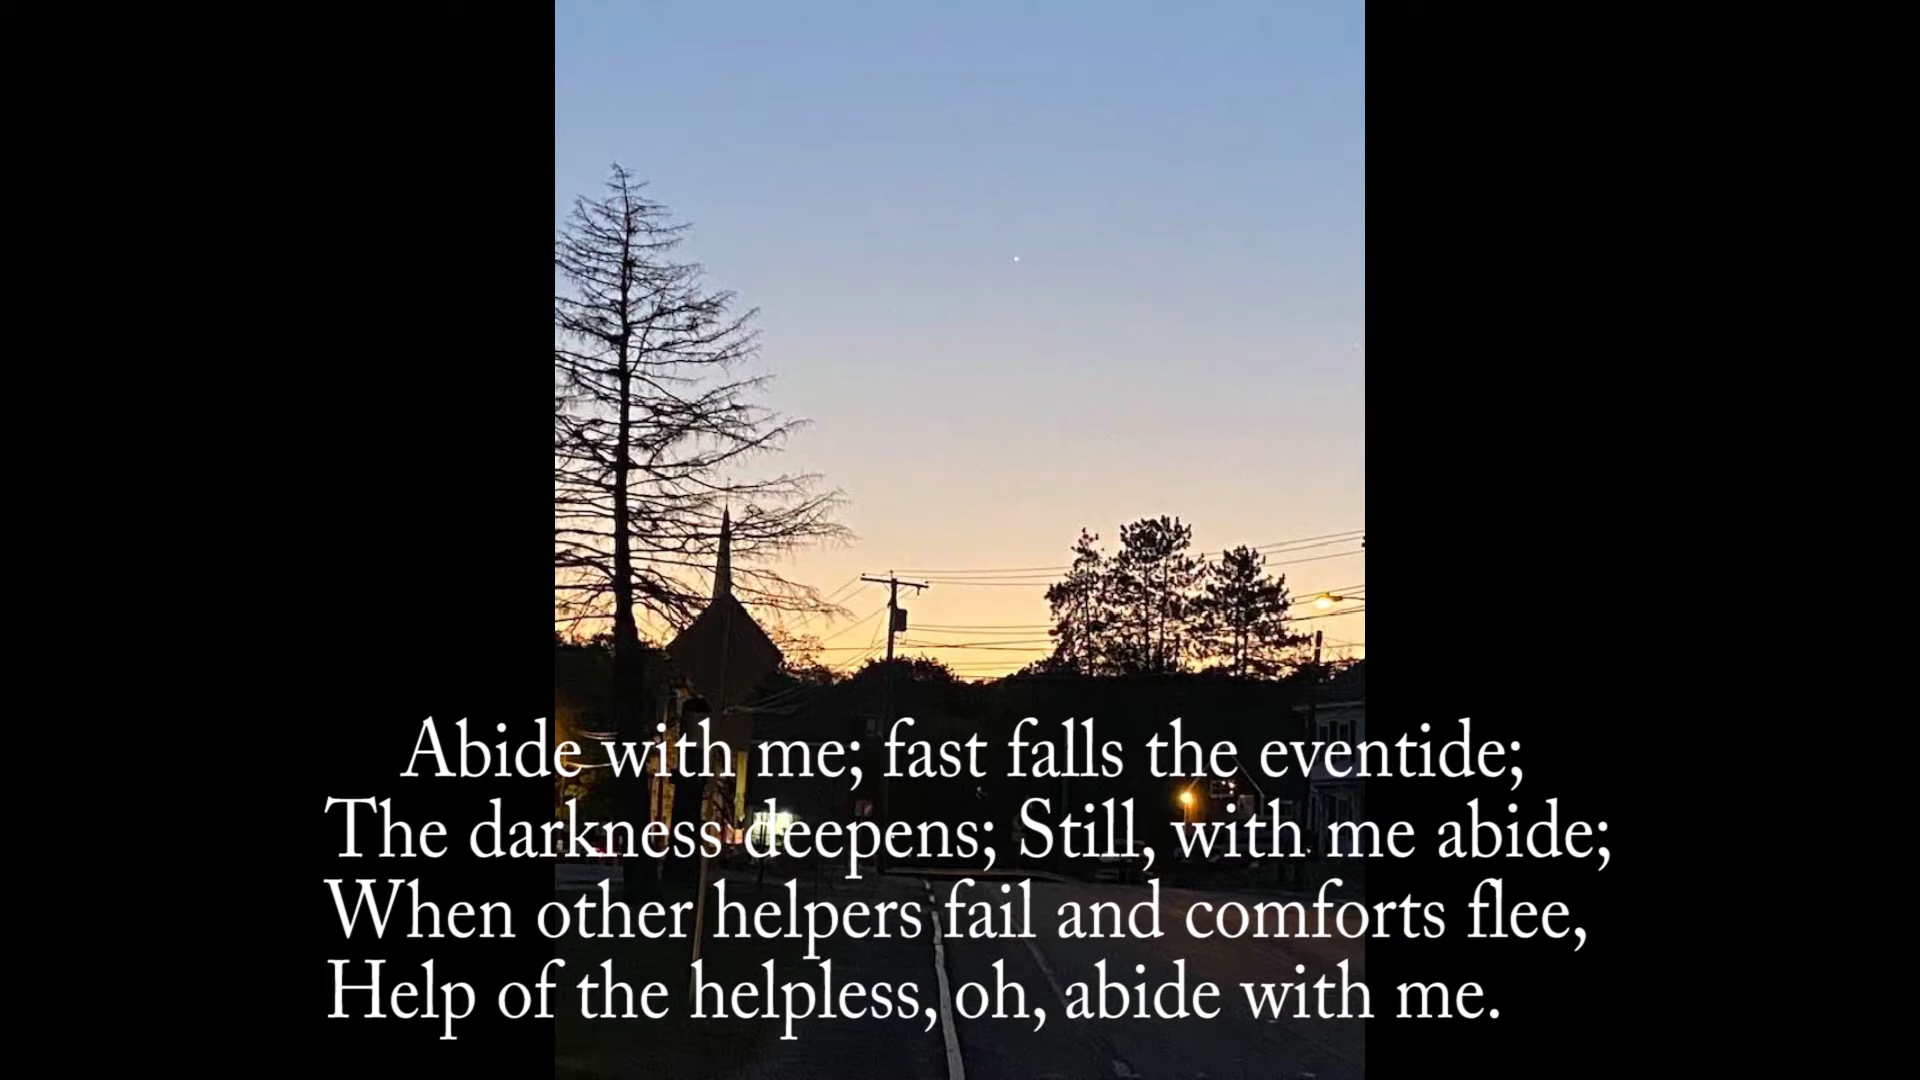 Abide with me; fast falls the eventide;
The darkness deepens; Still, with me abide;
When other helpers fail and comforts flee,
Help of the helpless, oh, abide with me.